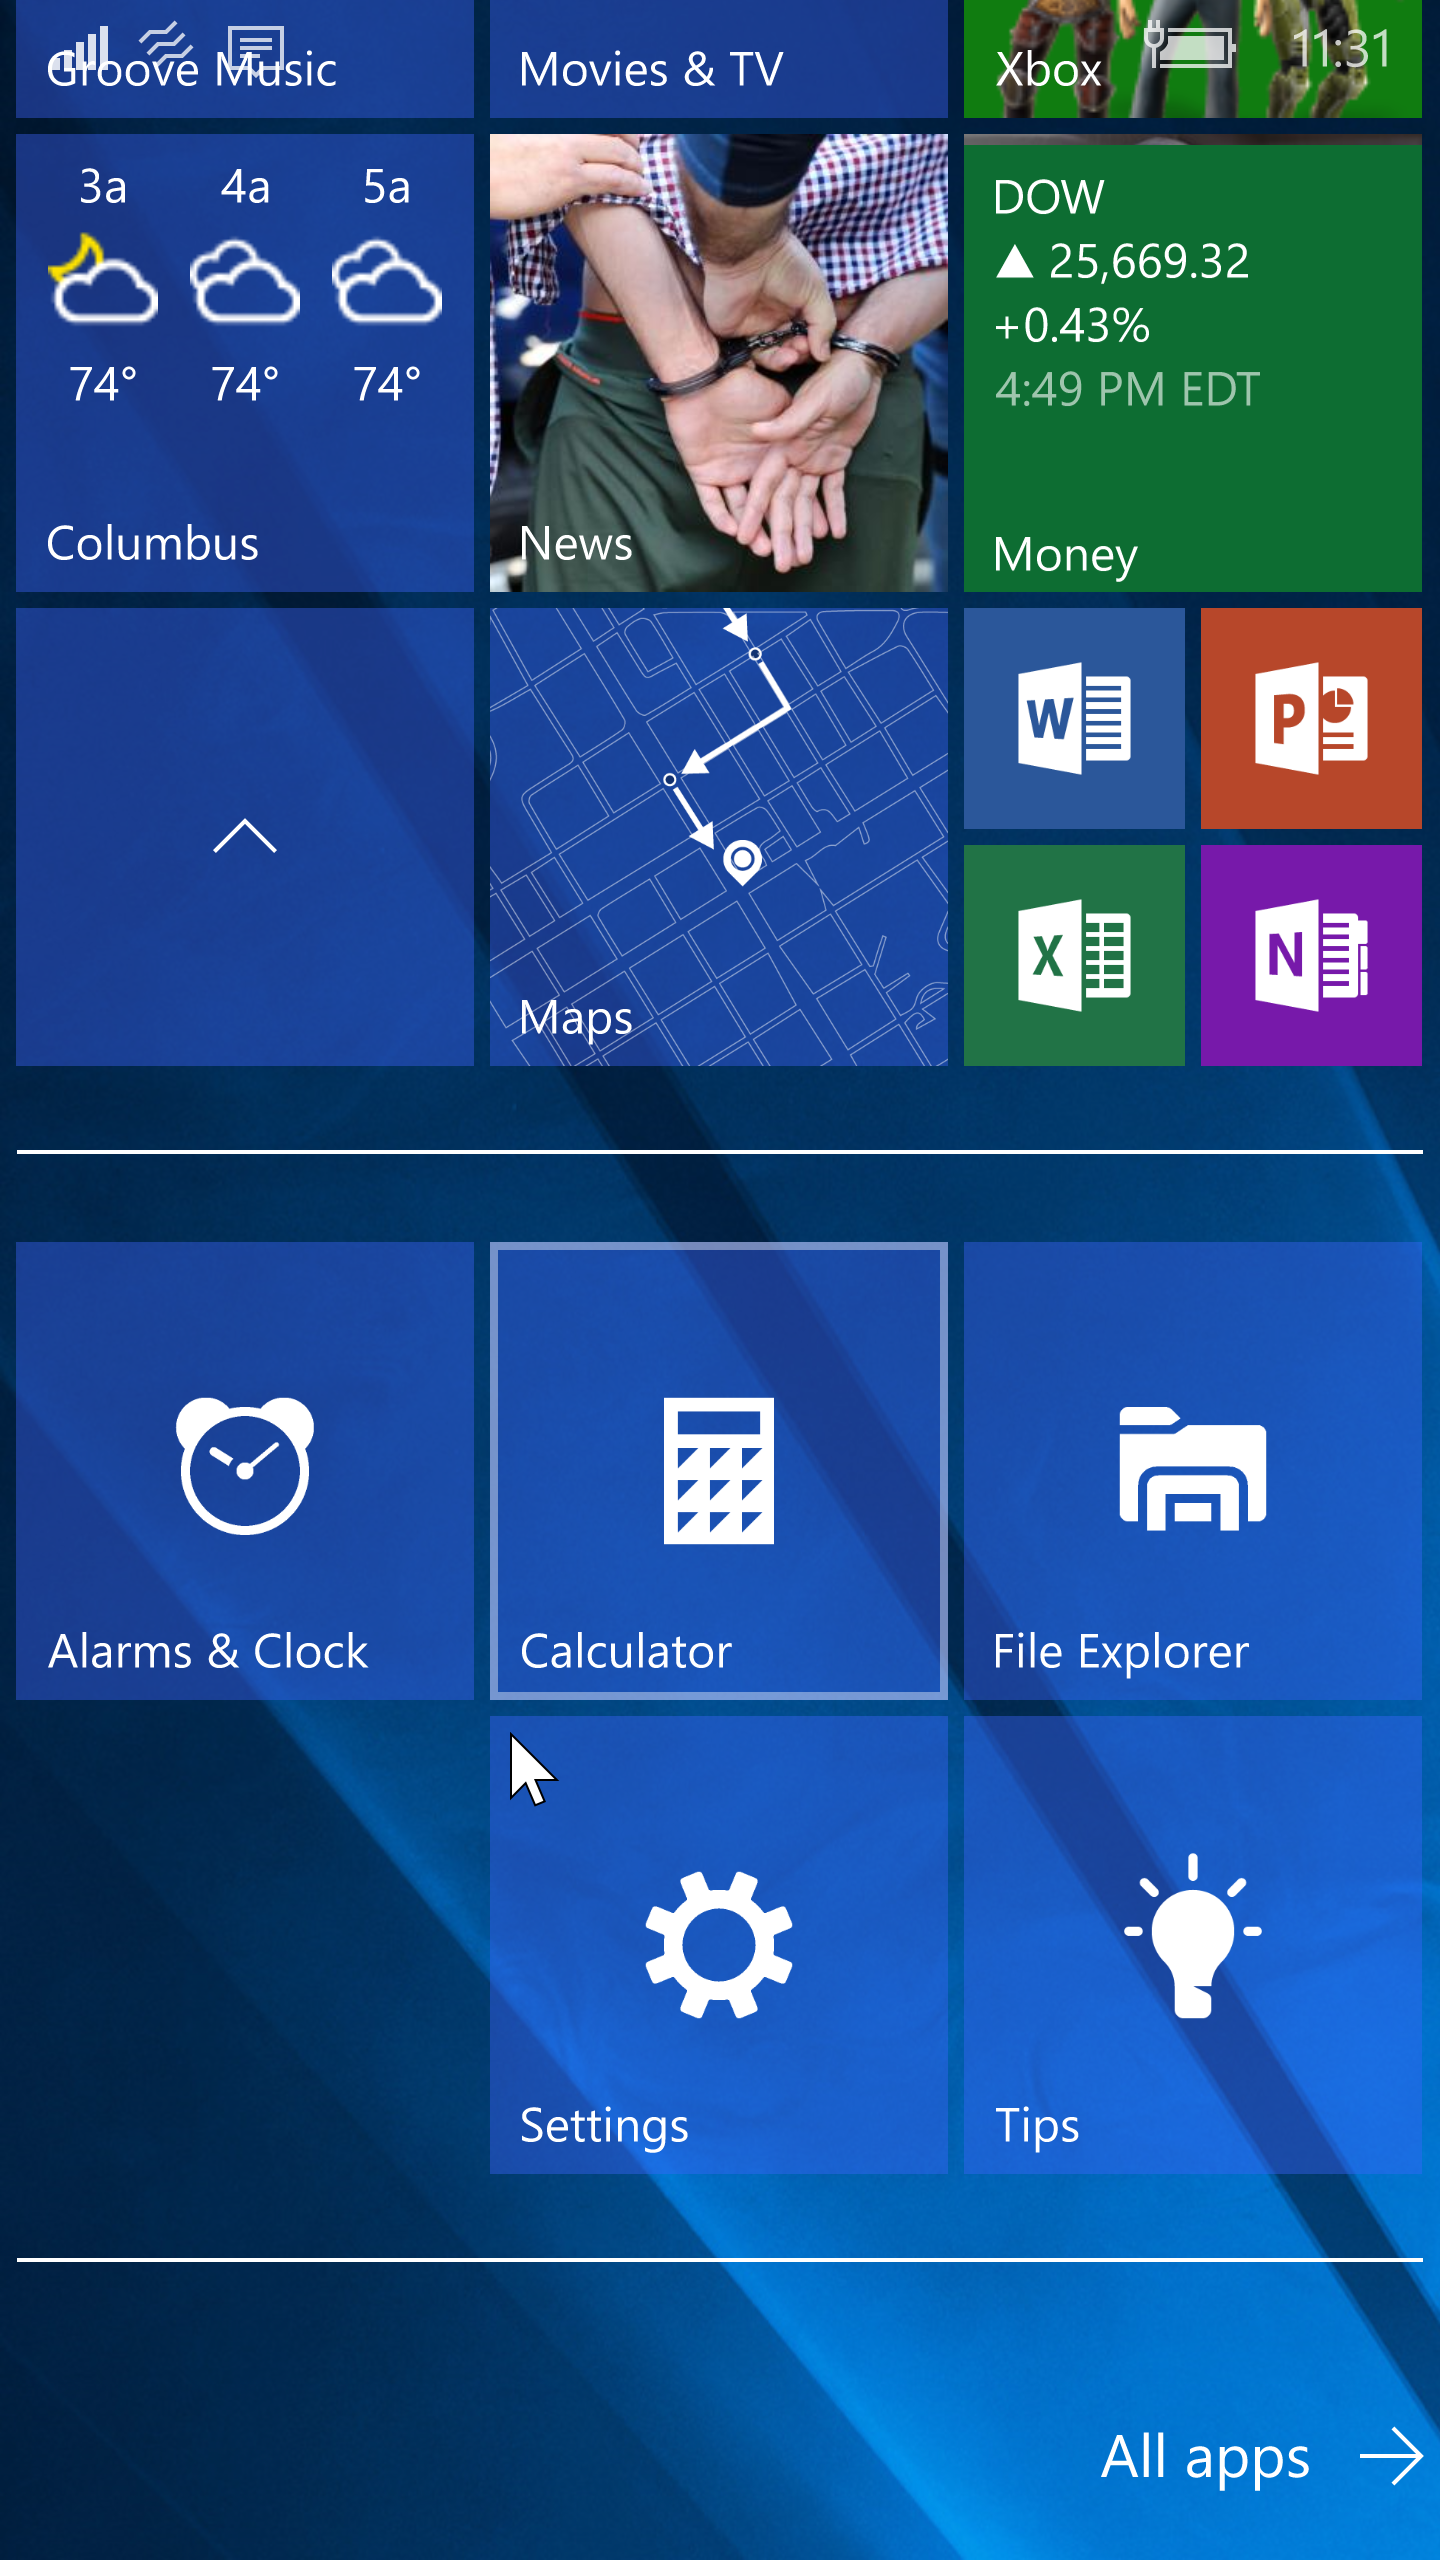 11:31
Groove Music
Movies & TV
Xbox
3a 4a 5a
74° 74° 74°
Columbus
News
DOW
▲ 25,669.32
+0.43%
4:49 PM EDT
Money
Maps
W
P
X
N
Alarms & Clock
Calculator
File Explorer
Settings
Tips
All apps